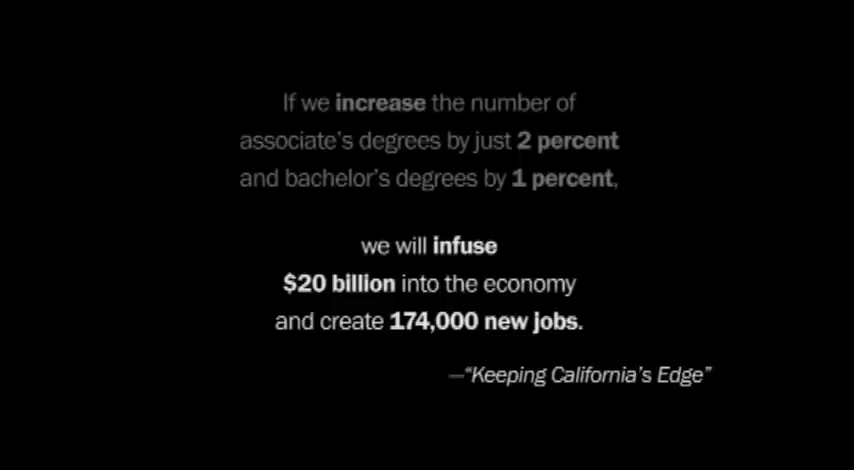 If we increase the number of
associate's degrees by just 2 percent
and bachelor's degrees by 1 percent,
we will infuse
$20 billion into the economy
and create 174,000 new jobs.
—“Keeping California's Edge”